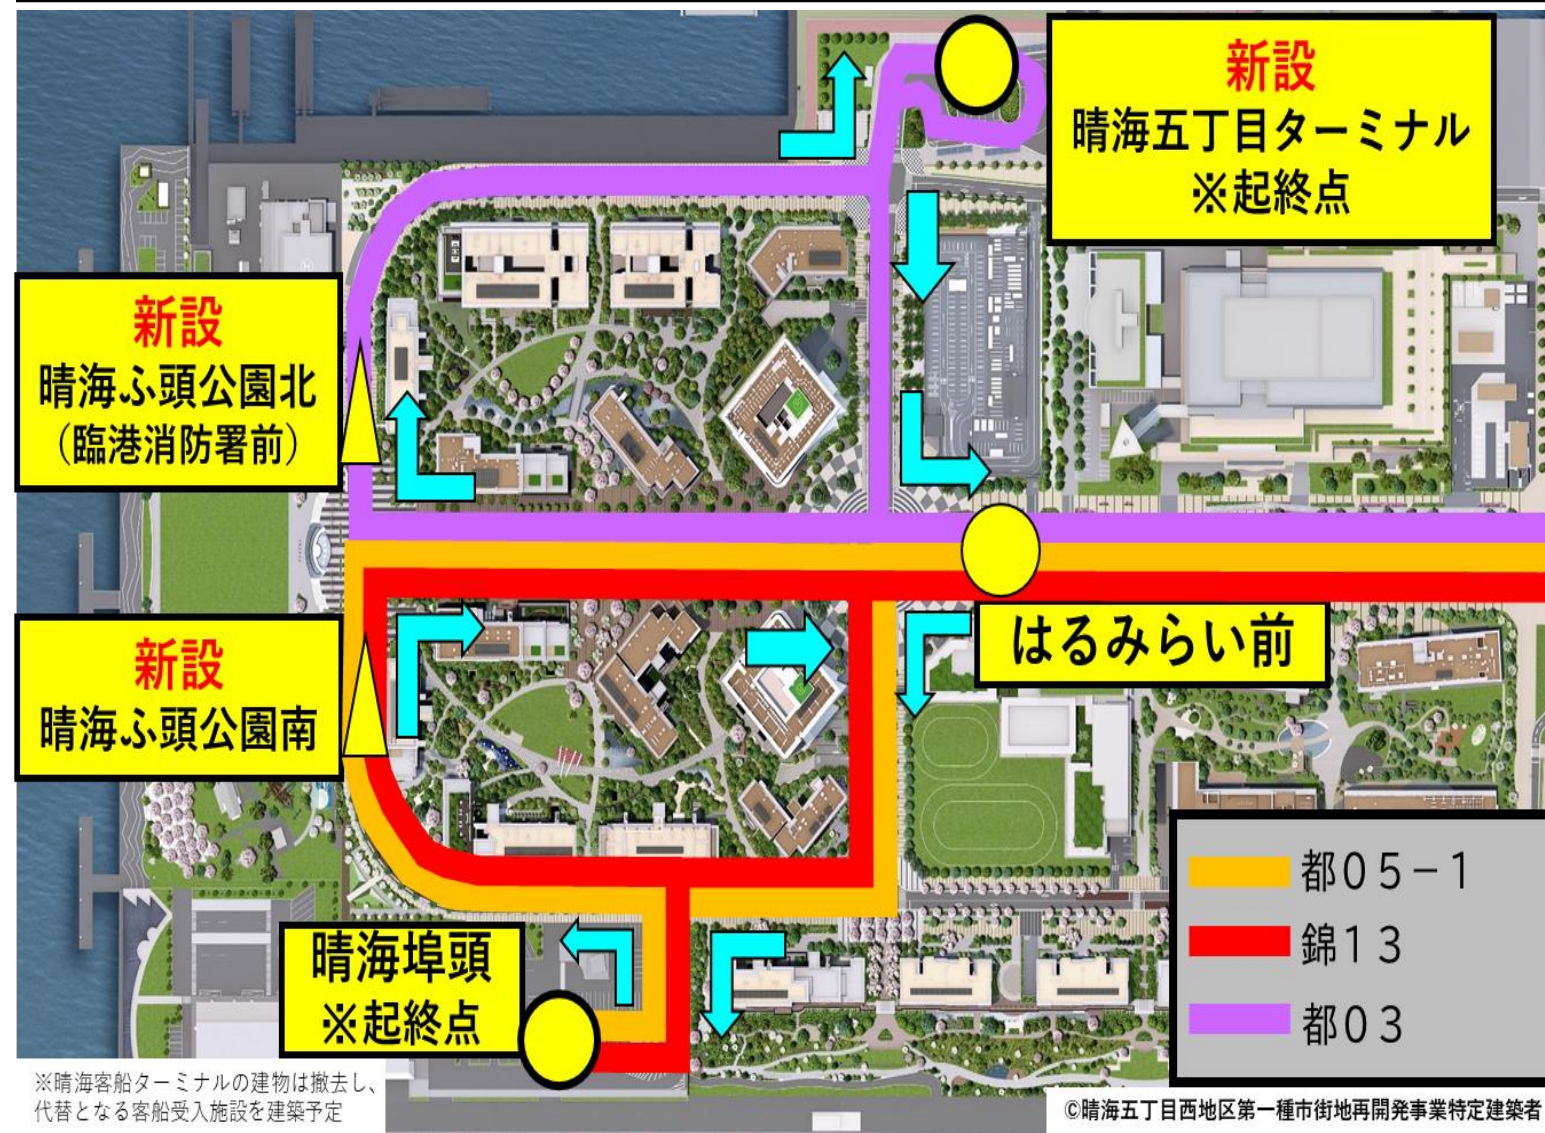 新設
晴海五丁目ターミナル
※起終点
新設
晴海ふ頭公園北
（臨港消防署前）
はるみらい前
新設
晴海ふ頭公園南
都０５－１
錦１３
都０３
晴海埠頭
※起終点
※晴海客船ターミナルの建物は撤去し、
代替となる客船受入施設を建築予定
©晴海五丁目西地区第一種市街地再開発事業特定建築者